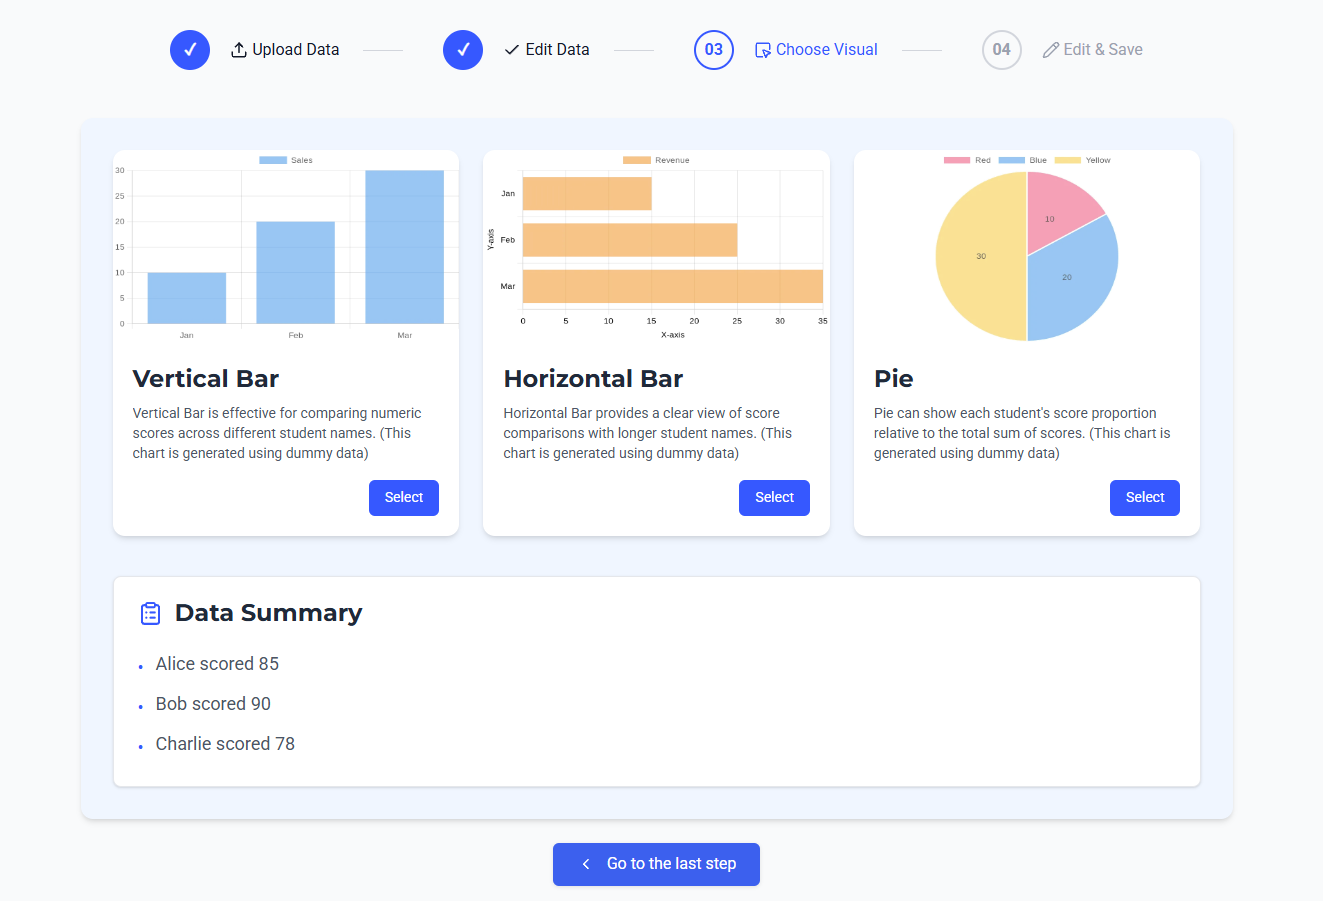 Upload Data
Edit Data
03 Choose Visual
04 Edit & Save
Sales
30
25
20
15
10
5
0
Jan Feb Mar
Vertical Bar
Vertical Bar is effective for comparing numeric
scores across different student names. (This
chart is generated using dummy data)
Select
Revenue
Y-axis
Jan
Feb
Mar
0 5 10 15 20 25 30 35
X-axis
Horizontal Bar
Horizontal Bar provides a clear view of score
comparisons with longer student names. (This
chart is generated using dummy data)
Select
Red Blue Yellow
10
30
20
Pie
Pie can show each student's score proportion
relative to the total sum of scores. (This chart is
generated using dummy data)
Select
Data Summary
• Alice scored 85
• Bob scored 90
• Charlie scored 78
Go to the last step